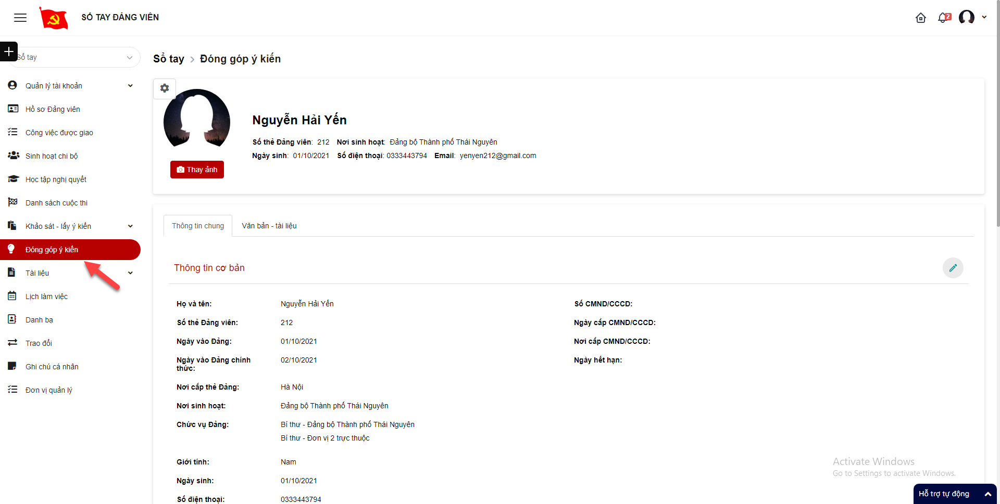 SỔ TAY ĐẢNG VIÊN
2
Sổ tay
Quản lý tài khoản
Hồ sơ Đảng viên
Công việc được giao
Sinh hoạt chi bộ
Học tập nghị quyết
Danh sách cuộc thi
Khảo sát - lấy ý kiến
Đóng góp ý kiến
Tài liệu
Lịch làm việc
Danh bạ
Trao đổi
Ghi chú cá nhân
Đơn vị quản lý
Sổ tay > Đóng góp ý kiến
Nguyễn Hải Yến
Số thẻ Đảng viên: 212 Nơi sinh hoạt: Đảng bộ Thành phố Thái Nguyên
Ngày sinh: 01/10/2021 Số điện thoại: 0333443794 Email: yenyen212@gmail.com
Thay ảnh
Thông tin chung
Văn bản - tài liệu
Thông tin cơ bản
Họ và tên: Nguyễn Hải Yến
Số CMND/CCCD:
Số thẻ Đảng viên: 212
Ngày cấp CMND/CCCD:
Ngày vào Đảng: 01/10/2021
Nơi cấp CMND/CCCD:
Ngày vào Đảng chính
thức:
02/10/2021
Ngày hết hạn:
Nơi cấp thẻ Đảng: Hà Nội
Nơi sinh hoạt: Đảng bộ Thành phố Thái Nguyên
Chức vụ Đảng: Bí thư - Đảng bộ Thành phố Thái Nguyên
Bí thư - Đơn vị 2 trực thuộc
Giới tính: Nam
Ngày sinh: 01/10/2021
Số điện thoại: 0333443794
Activate Windows
Go to Settings to activate Windows.
Hỗ trợ tự động